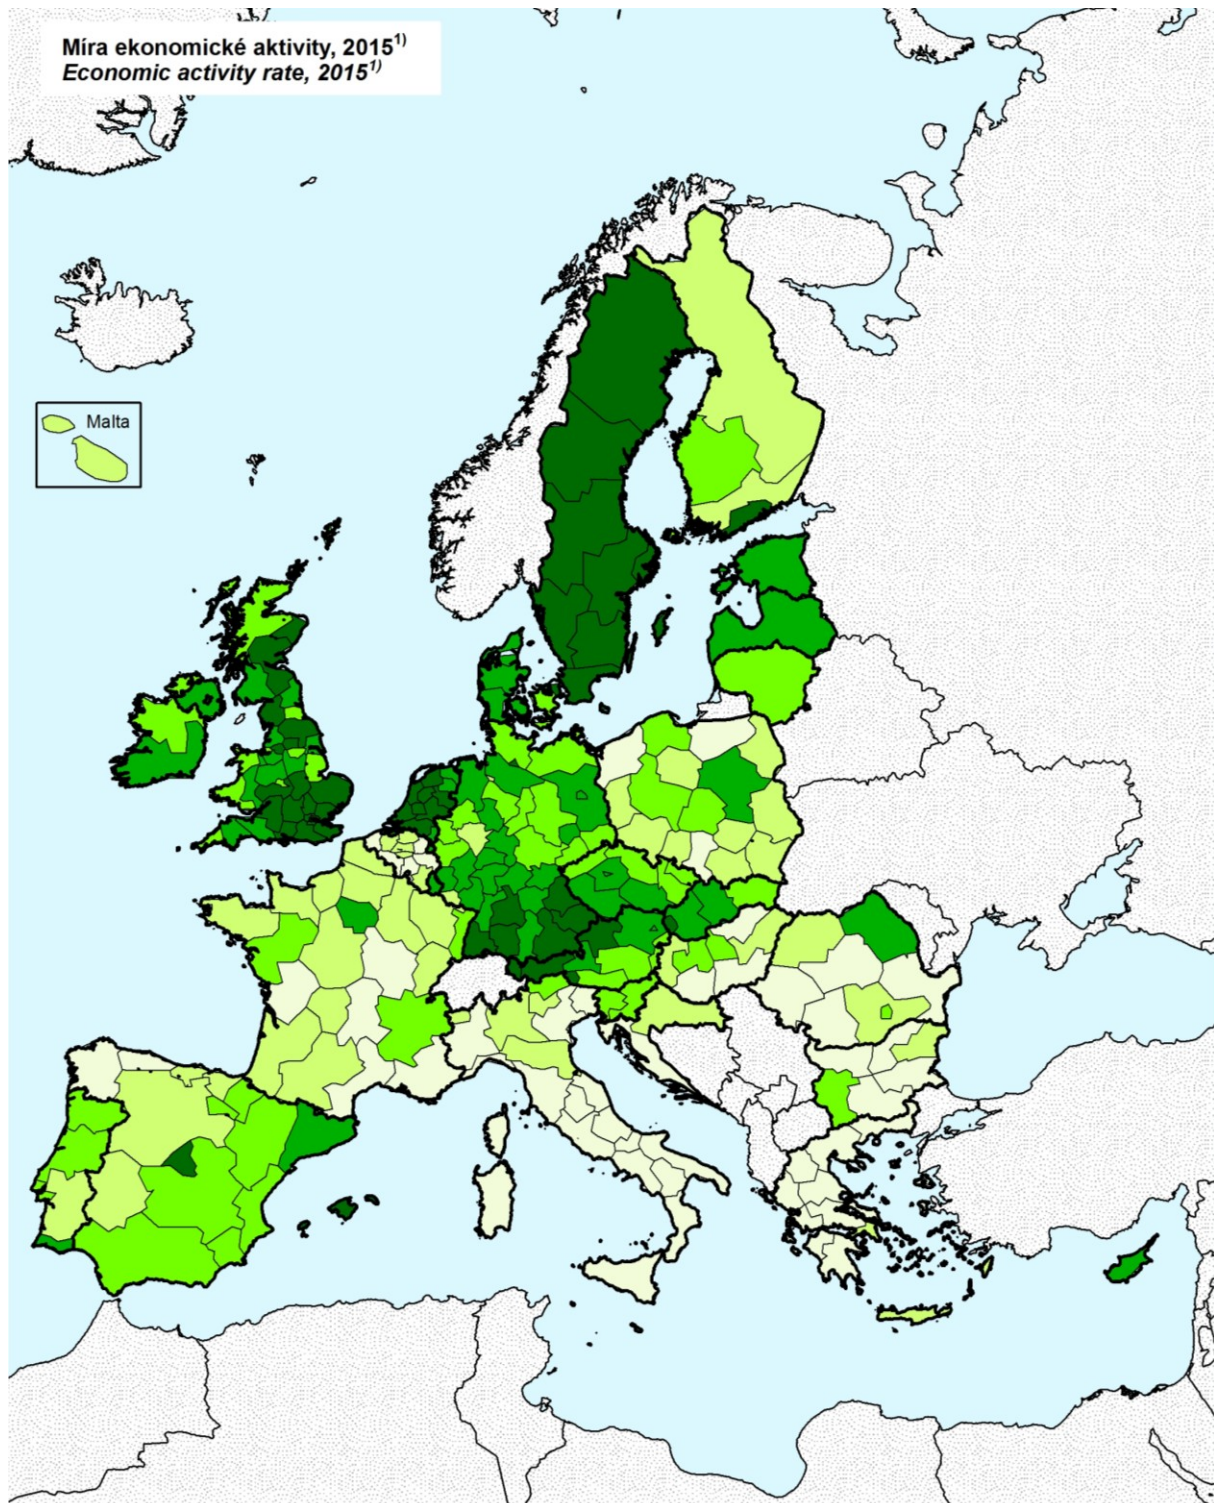 Míra ekonomické aktivity, 2015¹⁾
Economic activity rate, 2015¹⁾
Malta